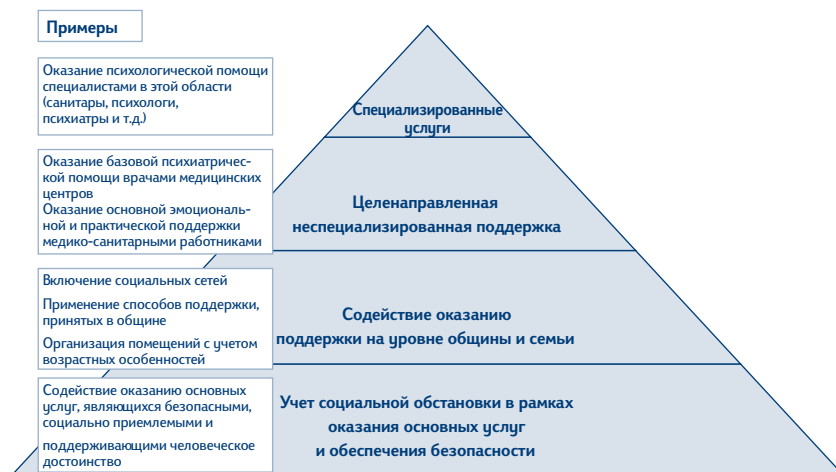 Примеры
Оказание психологической помощи
специалистами в этой области
(санитары, психологи,
психиатры и т.д.)
Специализированные
услуги
Оказание базовой психиатричес-
кой помощи врачами медицинских
центров
Оказание основной эмоциональ-
ной и практической поддержки
медико-санитарными работниками
Целенаправленная
неспециализированная поддержка
Включение социальных сетей
Применение способов поддержки,
принятых в общине
Организация помещений с учетом
возрастных особенностей
Содействие оказанию
поддержки на уровне общины и семьи
Содействие оказанию основных
услуг, являющихся безопасными,
социально приемлемыми и
поддерживающими человеческое
достоинство
Учет социальной обстановки в рамках
оказания основных услуг
и обеспечения безопасности